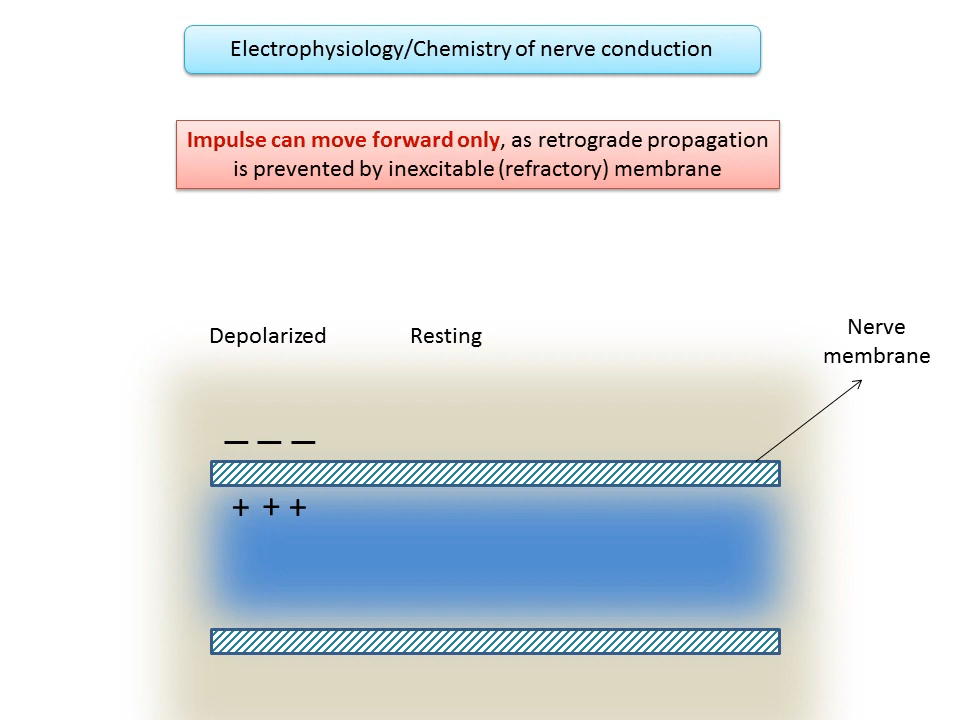 Electrophysiology/Chemistry of nerve conduction
Impulse can move forward only, as retrograde propagation
is prevented by inexcitable (refractory) membrane
Depolarized
Resting
Nerve
membrane
— — —
+ + +